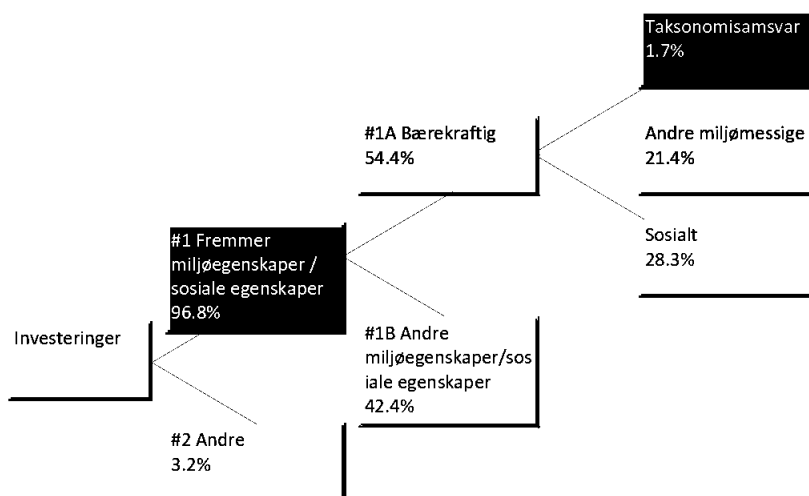 Taksonomisamsvar
1.7%
#1A Bærekraftig
54.4%
Andre miljømessige
21.4%
#1 Fremmer
miljøegenskaper /
sosiale egenskaper
96.8%
Sosialt
28.3%
Investeringer
#1B Andre
miljøegenskaper/sos
iale egenskaper
42.4%
#2 Andre
3.2%